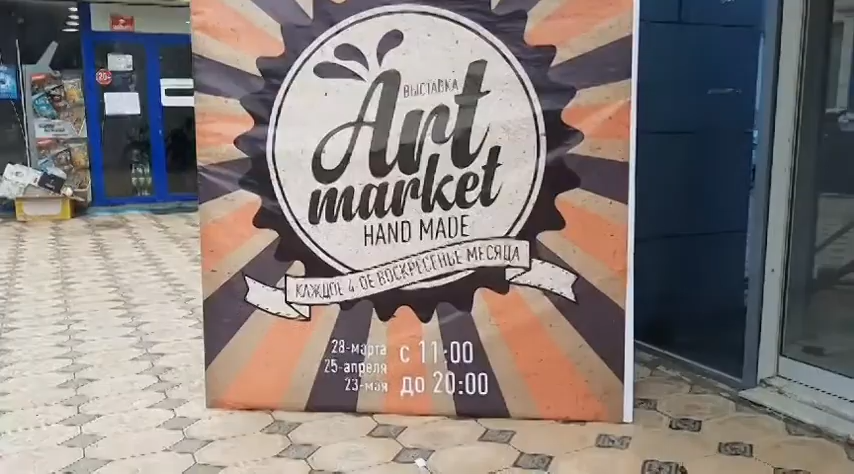 ВЫСТАВКА
Art
market
HAND MADE
КАЖДОЕ 4-ОЕ ВОСКРЕСЕНЬЕ МЕСЯЦА
28-марта
25-апреля
23-мая
с 11:00
до 20:00